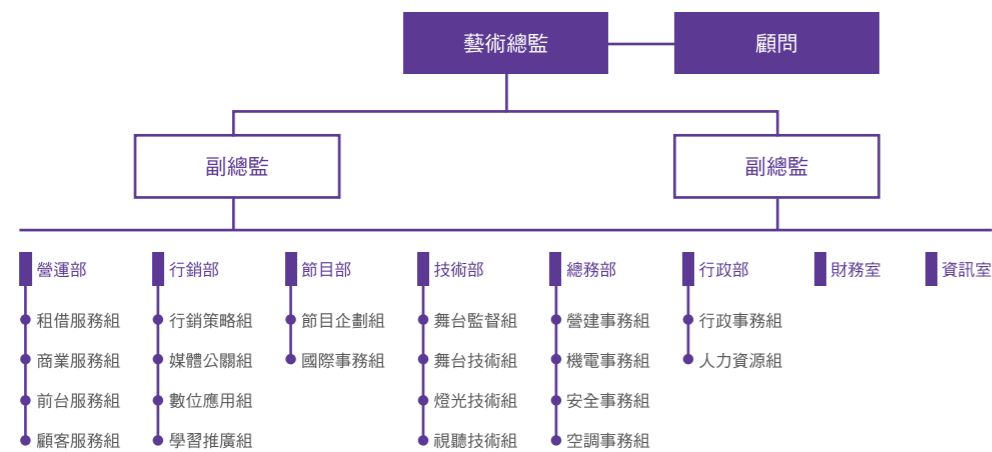 藝術總監
顧問
副總監
副總監
營運部
租借服務組
商業服務組
前台服務組
顧客服務組
行銷部
行銷策略組
媒體公關組
數位應用組
學習推廣組
節目部
節目企劃組
國際事務組
技術部
舞台監督組
舞台技術組
燈光技術組
視聽技術組
總務部
營建事務組
機電事務組
安全事務組
空調事務組
行政部
行政事務組
人力資源組
財務室
資訊室